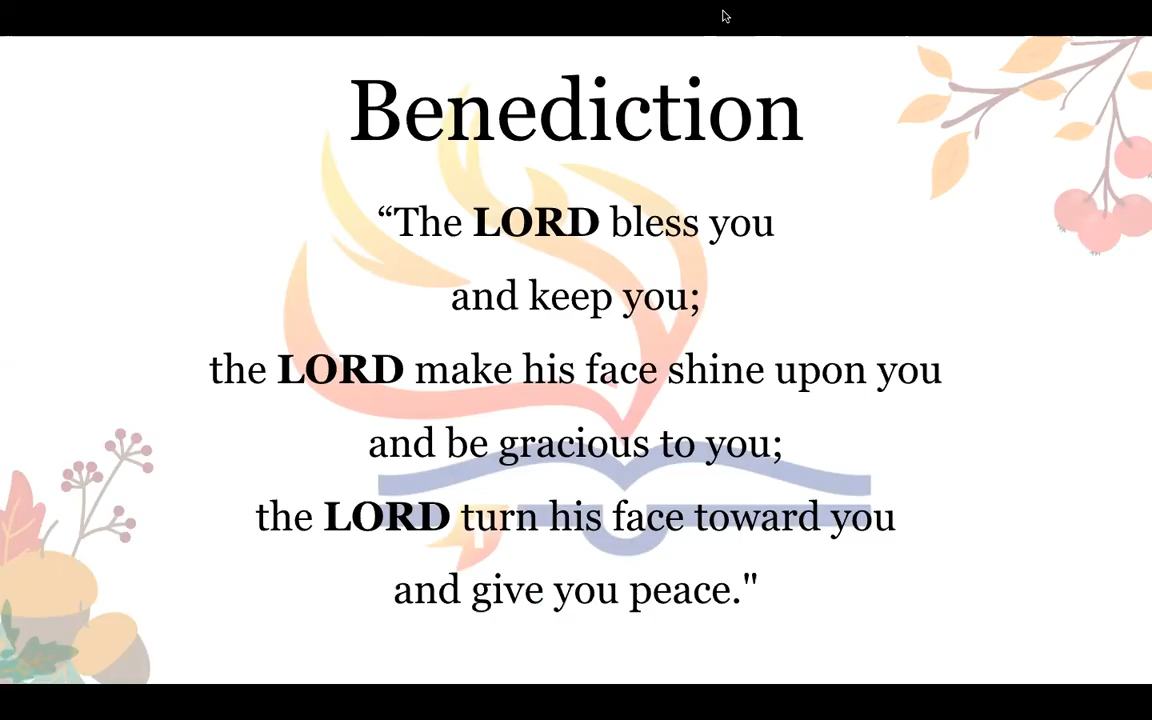 Benediction
“The LORD bless you
and keep you;
the LORD make his face shine upon you
and be gracious to you;
the LORD turn his face toward you
and give you peace."